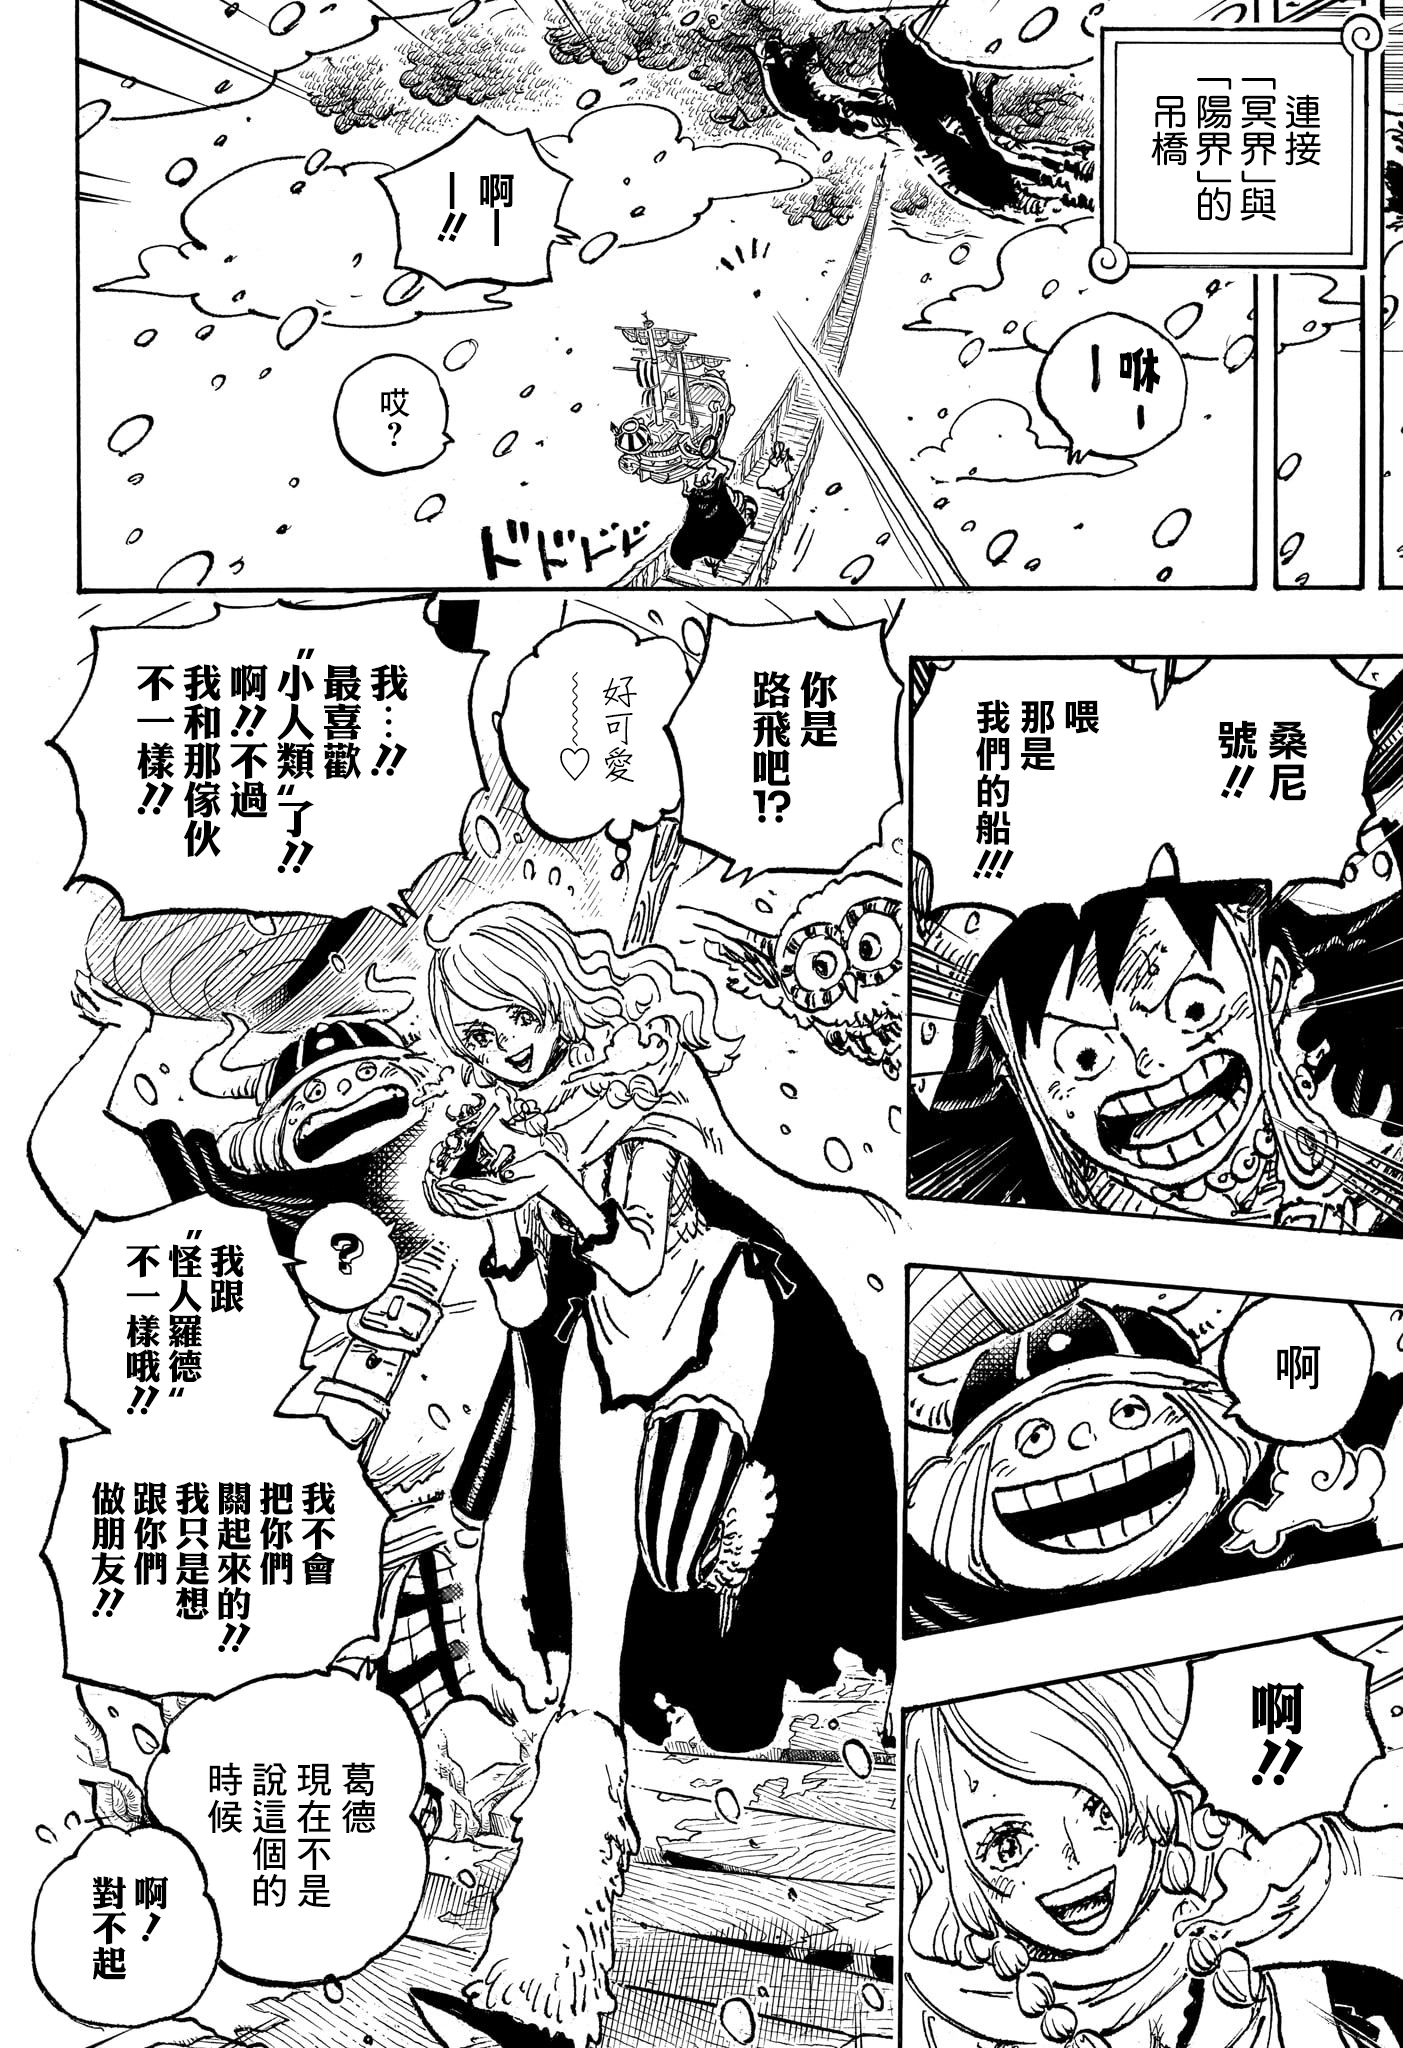 連接
「冥界」與
「陽界」的
吊橋
咻ー
ー
啊ー
ー!!
哎?
ドドドド
桑尼
號!!
喂
那是
我們的船!!!
啊
啊!!
你是
路飛吧!?
好可愛
~~~~♡
我…!!
最喜歡
"小人類"了!!
啊!!不過
我和那傢伙
不一樣!!
?
我跟
"怪人羅德"
不一樣哦!!
我不會
把你們
關起來的!!
我只是想
跟你們
做朋友!!
葛德
現在不是
說這個的
時候
啊!
對不起